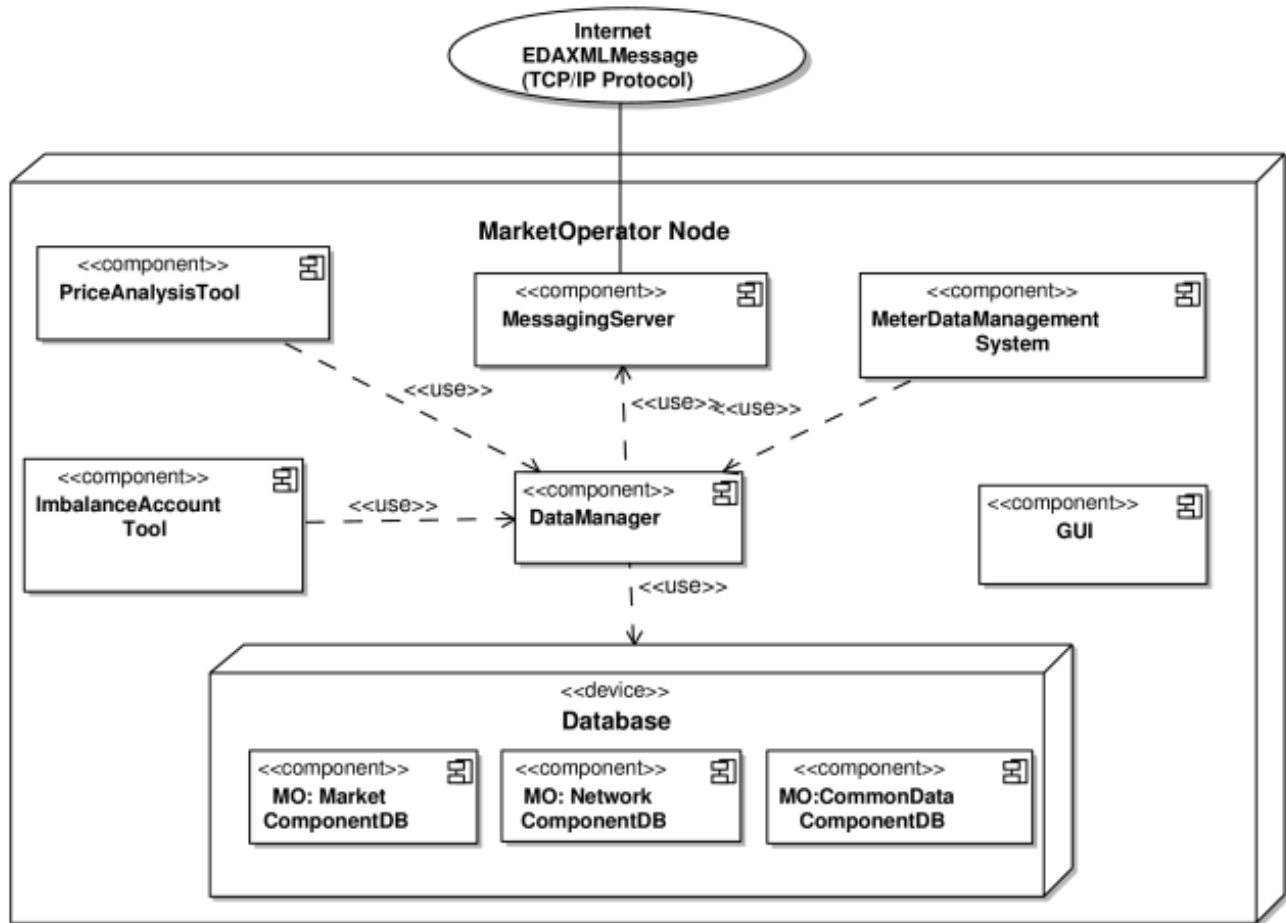 Internet
EDAXMLMessage
(TCP/IP Protocol)
MarketOperator Node
<<component>>
PriceAnalysisTool
<<component>>
MessagingServer
<<component>>
MeterDataManagement
System
<<use>>
<<use>>
<<use>>
<<component>>
ImbalanceAccount
Tool
<<use>>
<<component>>
DataManager
<<component>>
GUI
<<use>>
<<device>>
Database
<<component>>
MO: Market
ComponentDB
<<component>>
MO: Network
ComponentDB
<<component>>
MO:CommonData
ComponentDB